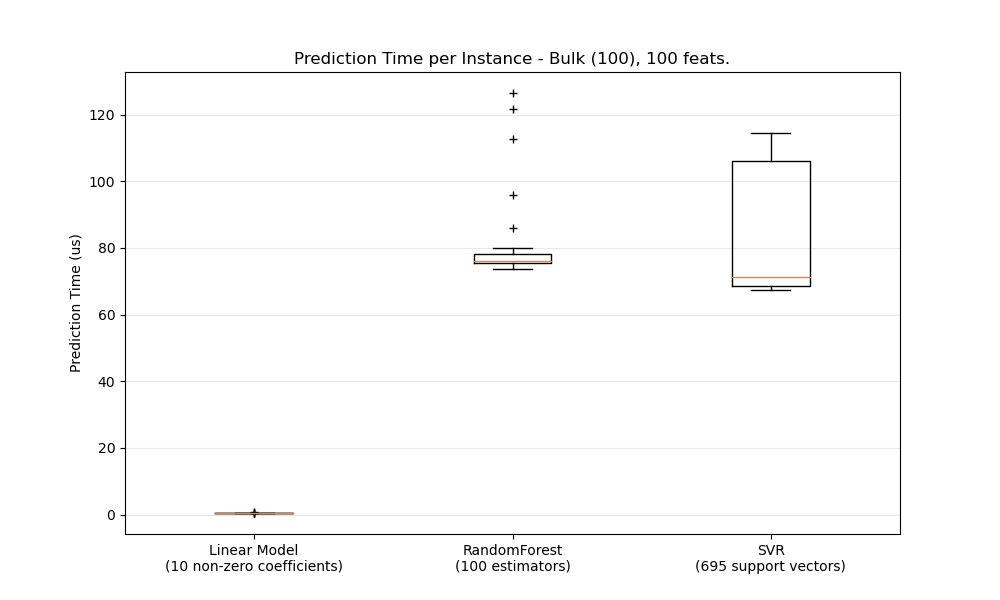 Prediction Time per Instance - Bulk (100), 100 feats.
Prediction Time (us)
120
100
80
60
40
20
0
Linear Model
(10 non-zero coefficients)
RandomForest
(100 estimators)
SVR
(695 support vectors)